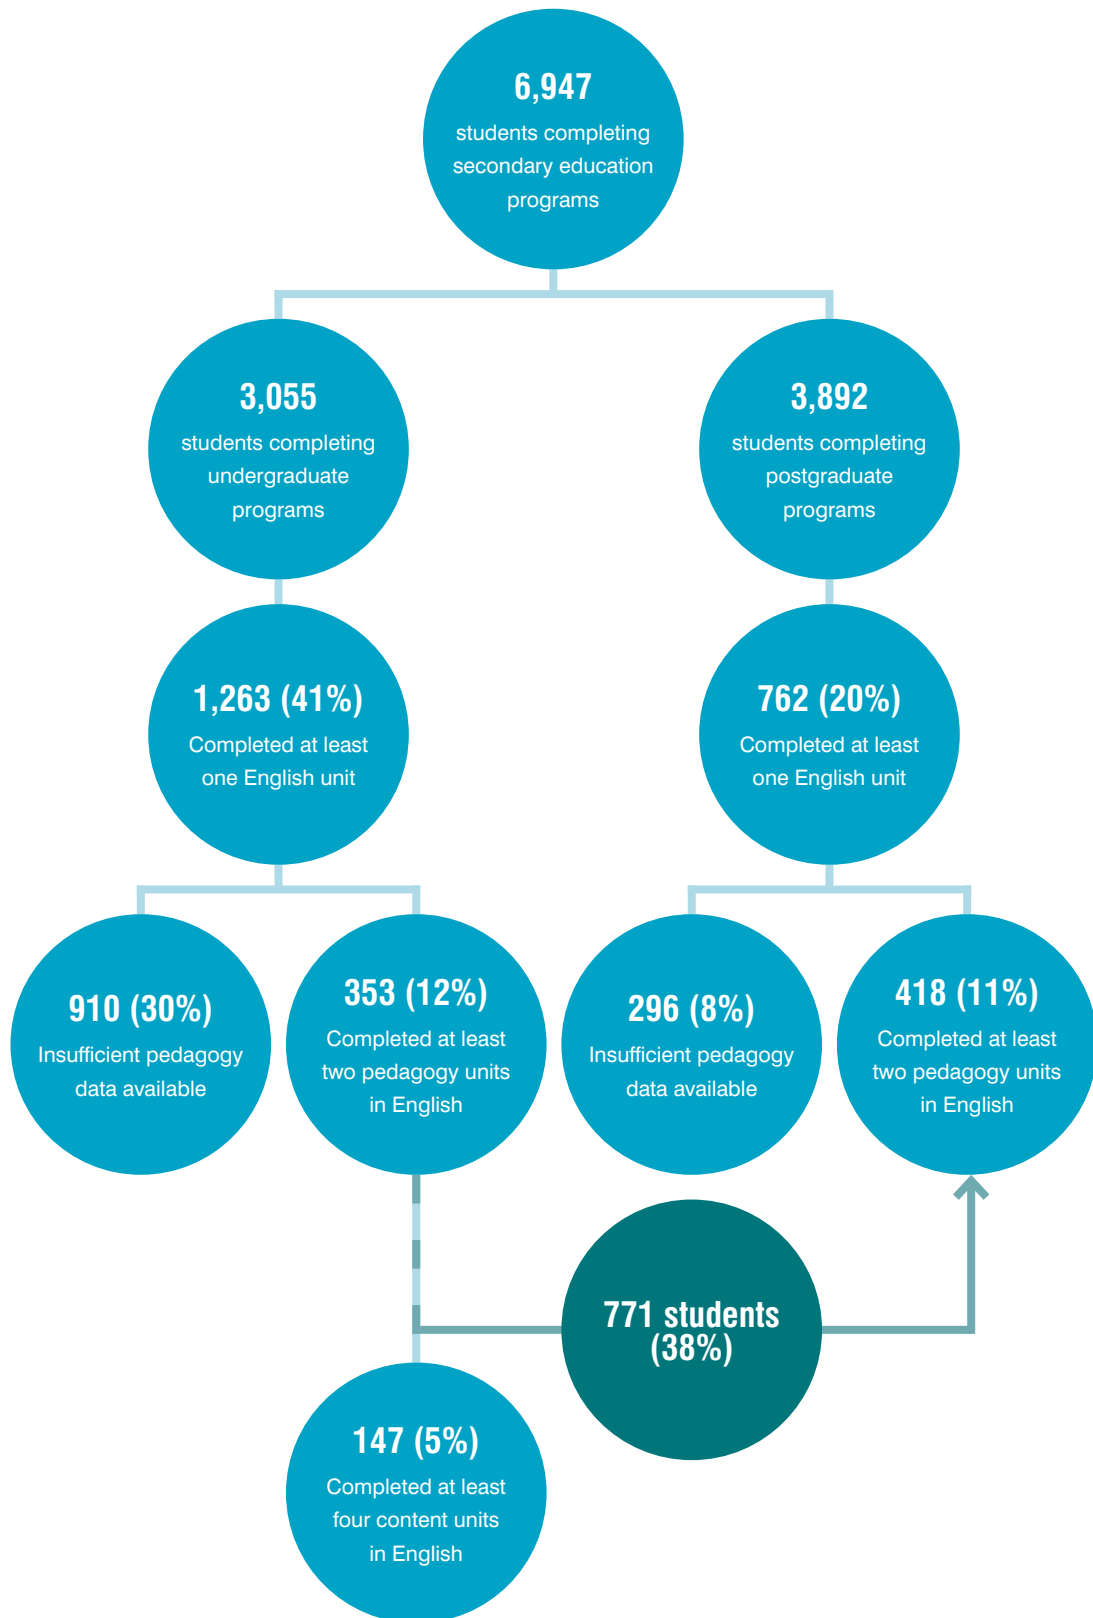 6,947
students completing
secondary education
programs
3,055
students completing
undergraduate
programs
3,892
students completing
postgraduate
programs
1,263 (41%)
Completed at least
one English unit
762 (20%)
Completed at least
one English unit
910 (30%)
Insufficient pedagogy
data available
353 (12%)
Completed at least
two pedagogy units
in English
296 (8%)
Insufficient pedagogy
data available
418 (11%)
Completed at least
two pedagogy units
in English
771 students
(38%)
147 (5%)
Completed at least
four content units
in English